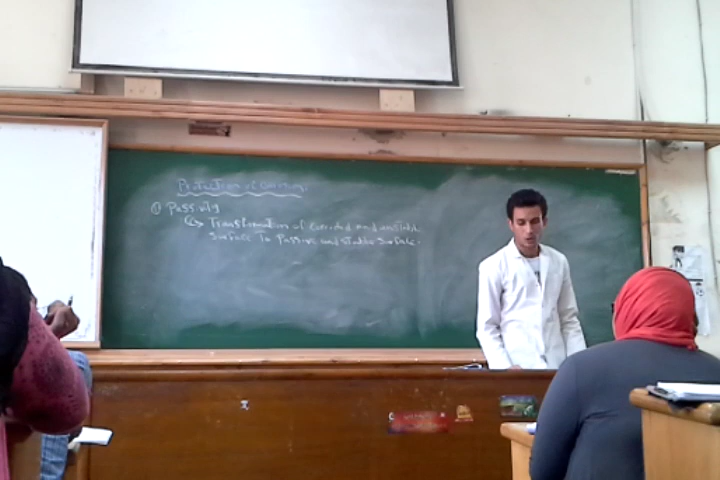 Protection of Corrosion.
① Passivity
↳ Transformation of Corroded and unstable
Surface To Passive and stable Surface.